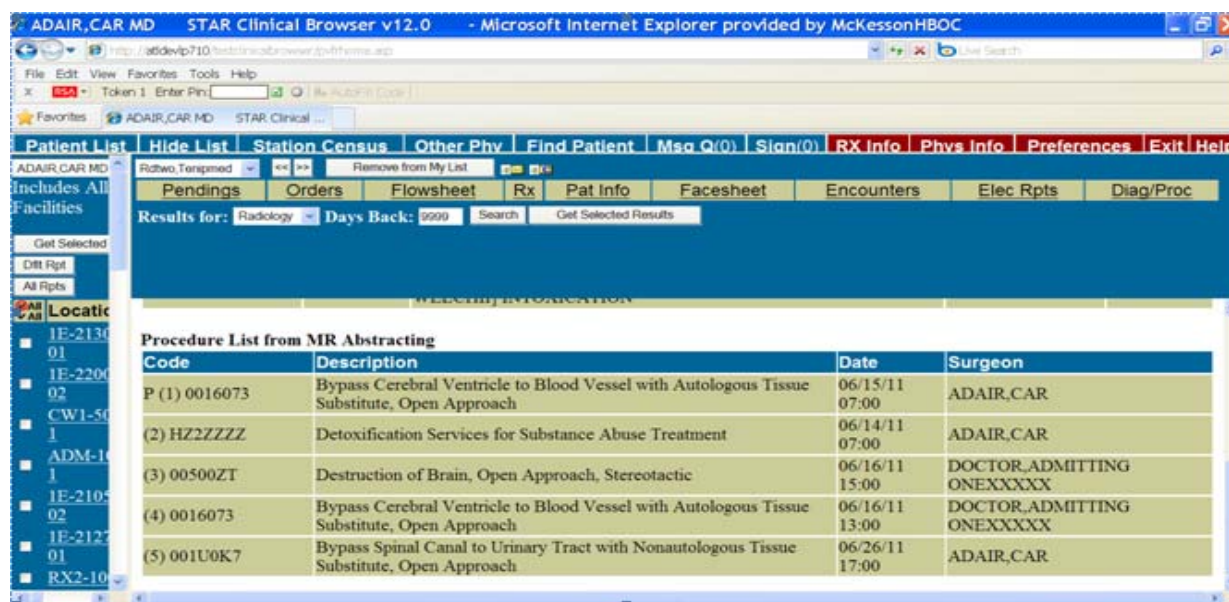 ADAIR,CAR MD STAR Clinical Browser v12.0 - Microsoft Internet Explorer provided by McKessonHBOC
File Edit View Favorites Tools Help
X RSA Token 1 Enter Pin:
Favorites ADAIR,CAR MD STAR Clinical ...
Patient List Hide List Station Census Other Phy Find Patient Msg Q(0) Sign(0) RX Info Phys Info Preferences Exit Help
ADAIR,CAR MD Rdtwo,Tenipmed << >> Remove from My List
Includes All
Facilities
Pendings Orders Flowsheet Rx Pat Info Facesheet Encounters Elec Rpts Diag/Proc
Results for: Radiology Days Back: 9999 Search Get Selected Results
Get Selected
Dflt Rpt
All Rpts
All
All
Locatio
1E-2130
01
1E-2200
02
CW1-50
1
ADM-10
1
1E-2105
02
1E-2127
01
RX2-10
INTOXICATION
Procedure List from MR Abstracting
Code Description Date Surgeon
P (1) 0016073 Bypass Cerebral Ventricle to Blood Vessel with Autologous Tissue 06/15/11 ADAIR,CAR
Substitute, Open Approach 07:00
(2) HZ2ZZZZ Detoxification Services for Substance Abuse Treatment 06/14/11 ADAIR,CAR
07:00
(3) 00500ZT Destruction of Brain, Open Approach, Stereotactic 06/16/11 DOCTOR,ADMITTING
15:00 ONEXXXXX
(4) 0016073 Bypass Cerebral Ventricle to Blood Vessel with Autologous Tissue 06/16/11 DOCTOR,ADMITTING
Substitute, Open Approach 13:00 ONEXXXXX
(5) 001U0K7 Bypass Spinal Canal to Urinary Tract with Nonautologous Tissue 06/26/11 ADAIR,CAR
Substitute, Open Approach 17:00